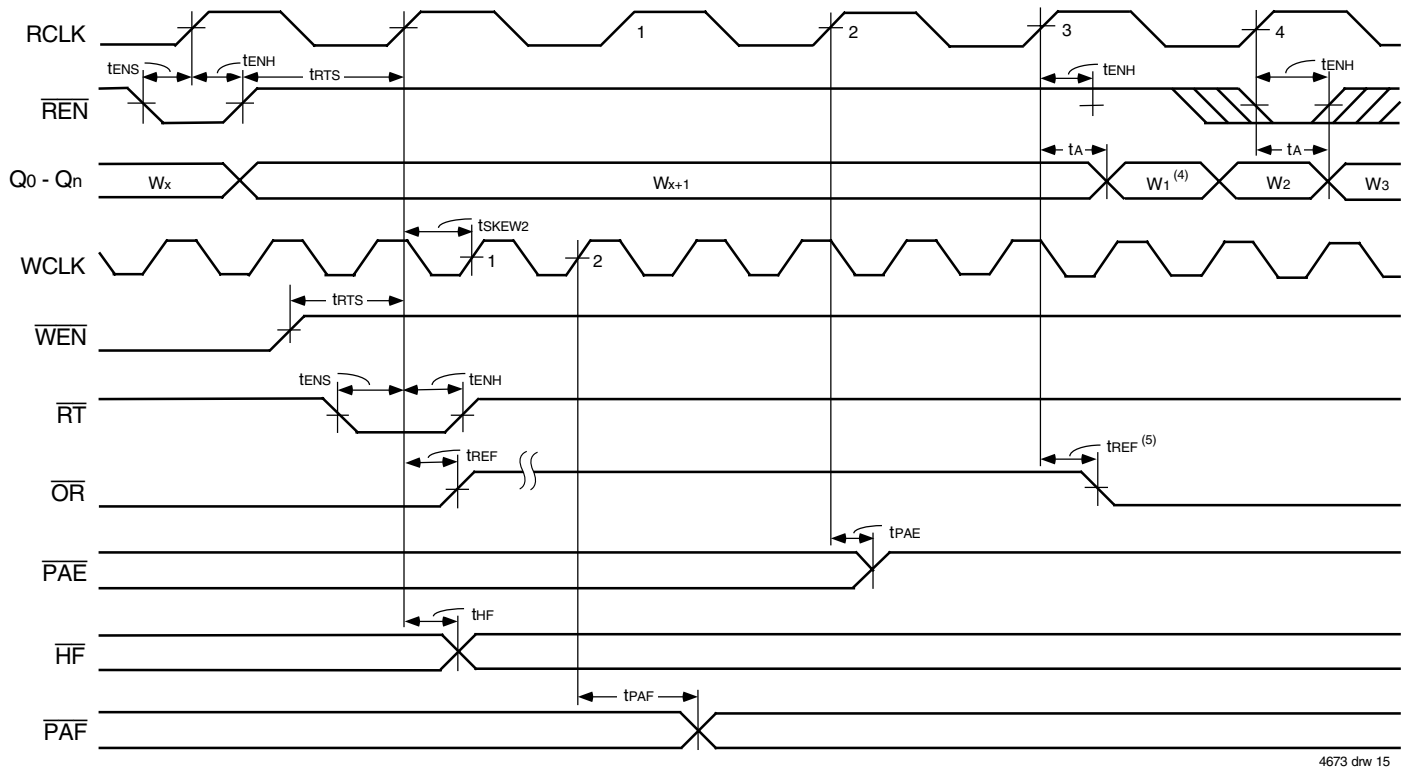 RCLK 1 2 3 4
tENS tENH tRTS tENH tENH
REN
tA tA
Q0 - Qn Wx Wx+1 W1 (4) W2 W3
tSKEW2
WCLK 1 2
tRTS
WEN
tENS tENH
RT
tREF tREF (5)
OR
tPAE
PAE
tHF
HF
tPAF
PAF
4673 drw 15